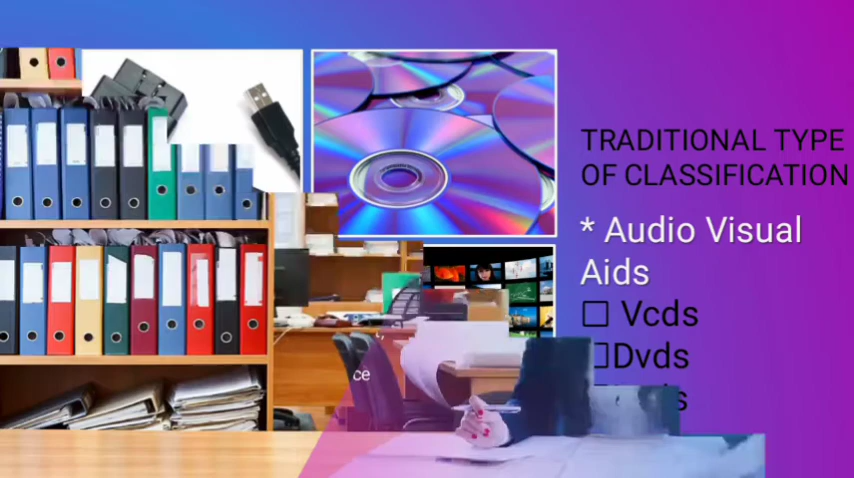 TRADITIONAL TYPE
OF CLASSIFICATION
* Audio Visual
Aids
☐ Vcds
☐Dvds